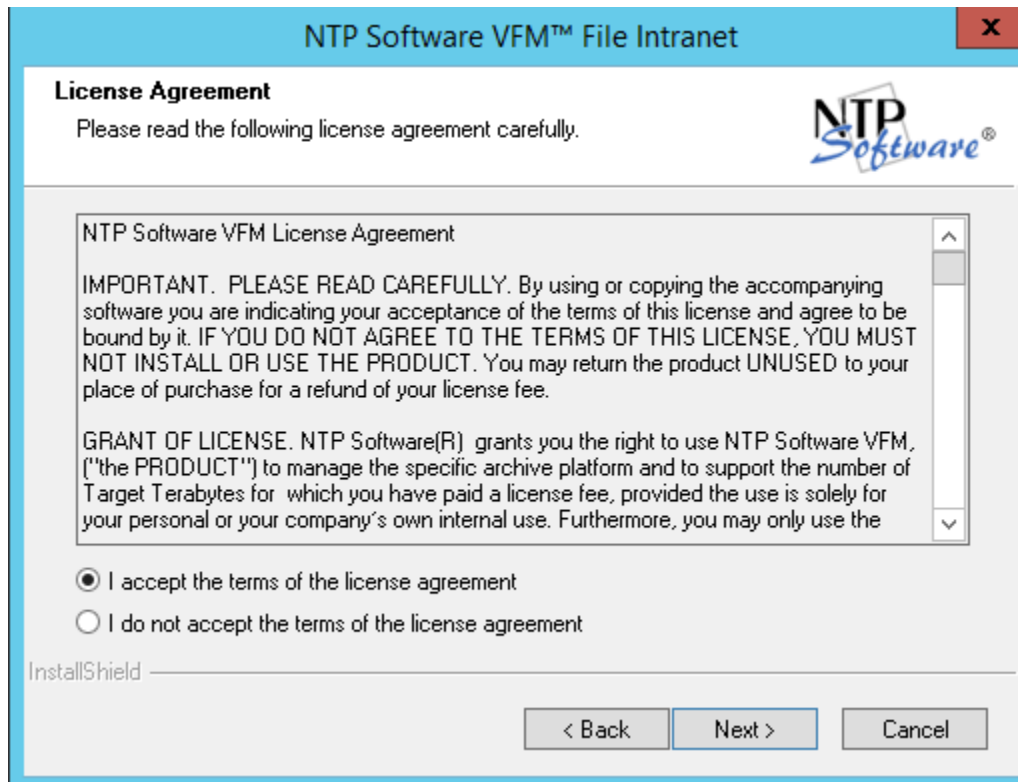 NTP Software VFM™ File Intranet
x
License Agreement
Please read the following license agreement carefully.
NTP
Software®
NTP Software VFM License Agreement
IMPORTANT.  PLEASE READ CAREFULLY. By using or copying the accompanying
software you are indicating your acceptance of the terms of this license and agree to be
bound by it. IF YOU DO NOT AGREE TO THE TERMS OF THIS LICENSE, YOU MUST
NOT INSTALL OR USE THE PRODUCT. You may return the product UNUSED to your
place of purchase for a refund of your license fee.
GRANT OF LICENSE. NTP Software(R)  grants you the right to use NTP Software VFM,
("the PRODUCT") to manage the specific archive platform and to support the number of
Target Terabytes for  which you have paid a license fee, provided the use is solely for
your personal or your company's own internal use. Furthermore, you may only use the
I accept the terms of the license agreement
I do not accept the terms of the license agreement
InstallShield
< Back
Next >
Cancel